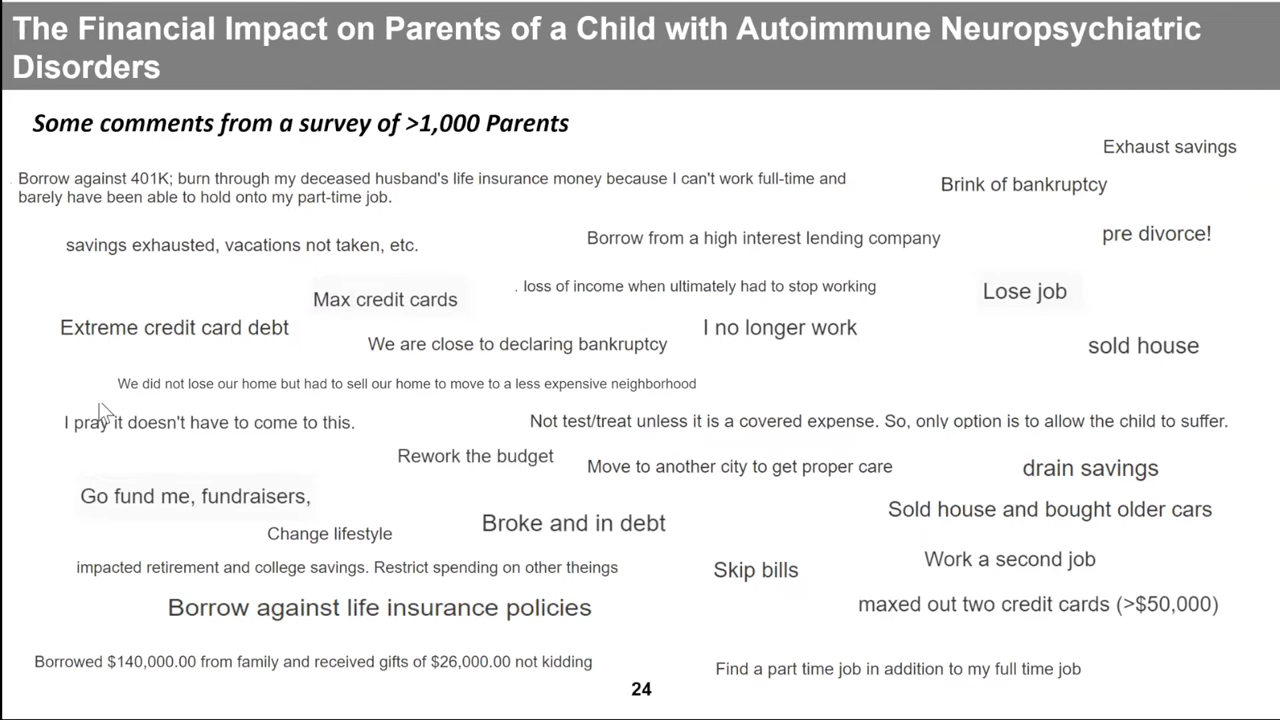 The Financial Impact on Parents of a Child with Autoimmune Neuropsychiatric
Disorders
Some comments from a survey of >1,000 Parents
Exhaust savings
Borrow against 401K; burn through my deceased husband's life insurance money because I can't work full-time and
barely have been able to hold onto my part-time job.
Brink of bankruptcy
savings exhausted, vacations not taken, etc.
Borrow from a high interest lending company
pre divorce!
Max credit cards
. loss of income when ultimately had to stop working
Lose job
Extreme credit card debt
We are close to declaring bankruptcy
I no longer work
sold house
We did not lose our home but had to sell our home to move to a less expensive neighborhood
I pray it doesn't have to come to this.
Not test/treat unless it is a covered expense. So, only option is to allow the child to suffer.
Rework the budget
Move to another city to get proper care
drain savings
Go fund me, fundraisers,
Change lifestyle
Broke and in debt
Sold house and bought older cars
impacted retirement and college savings. Restrict spending on other theings
Skip bills
Work a second job
Borrow against life insurance policies
maxed out two credit cards (>$50,000)
Borrowed $140,000.00 from family and received gifts of $26,000.00 not kidding
Find a part time job in addition to my full time job
24